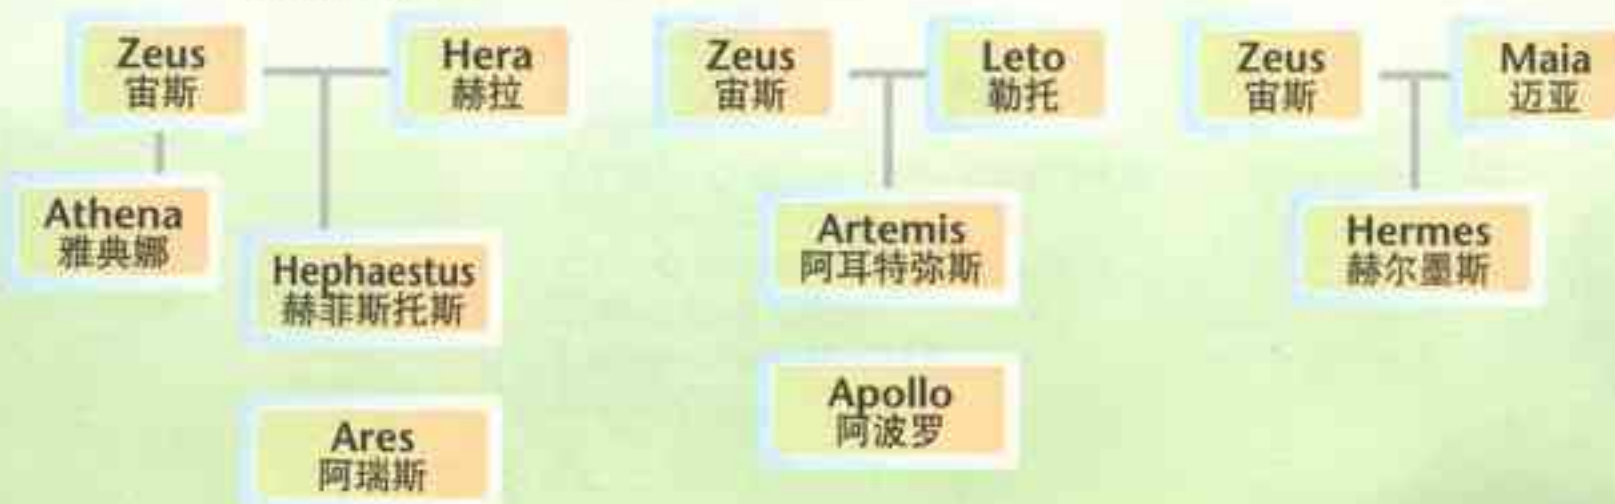 Zeus
宙斯
Hera
赫拉
Zeus
宙斯
Leto
勒托
Zeus
宙斯
Maia
迈亚
Athena
雅典娜
Hephaestus
赫菲斯托斯
Ares
阿瑞斯
Artemis
阿耳特弥斯
Apollo
阿波罗
Hermes
赫尔墨斯